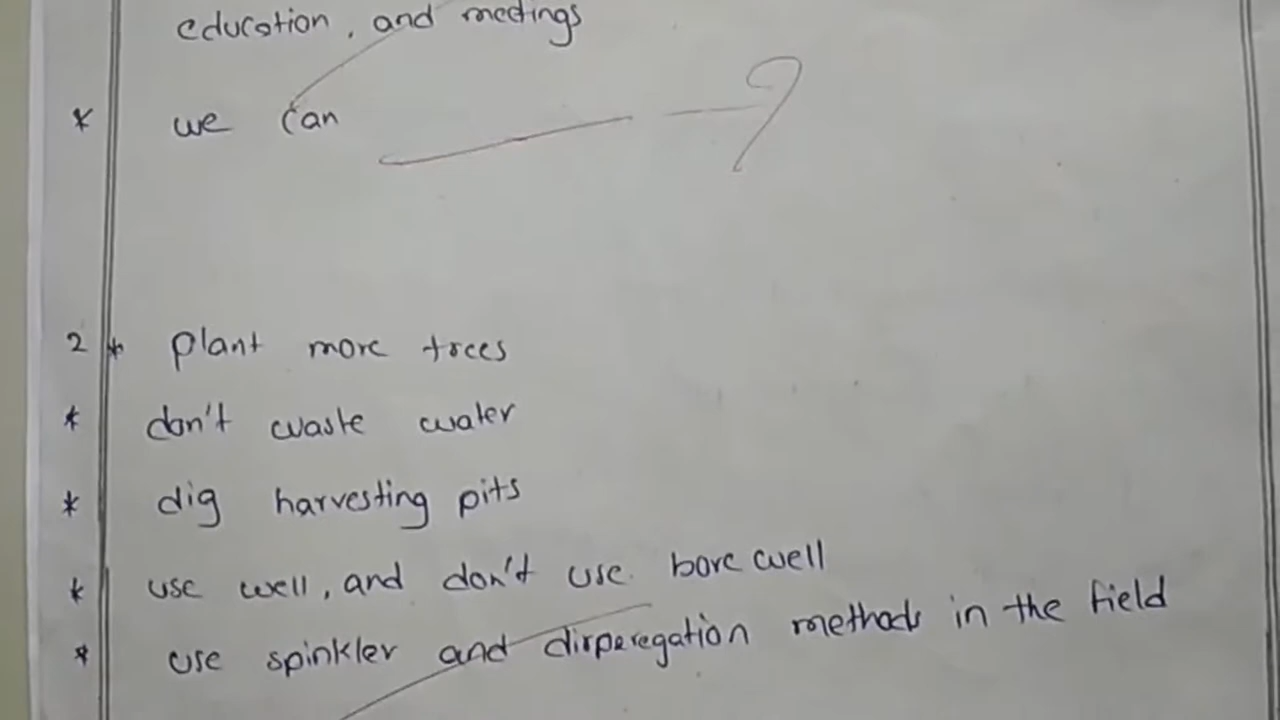 education, and meetings
* we can
2 * plant more trees
* don't waste water
* dig harvesting pits
* use well, and don't use bore well
* use spinkler and disperegation methods in the field